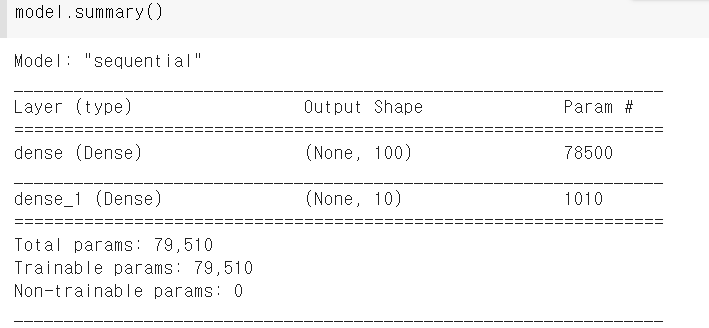 model.summary()
Model: "sequential"
_________________________________________________________________
Layer (type)                 Output Shape              Param #
=================================================================
dense (Dense)                (None, 100)               78500
_________________________________________________________________
dense_1 (Dense)              (None, 10)                1010
=================================================================
Total params: 79,510
Trainable params: 79,510
Non-trainable params: 0
_________________________________________________________________